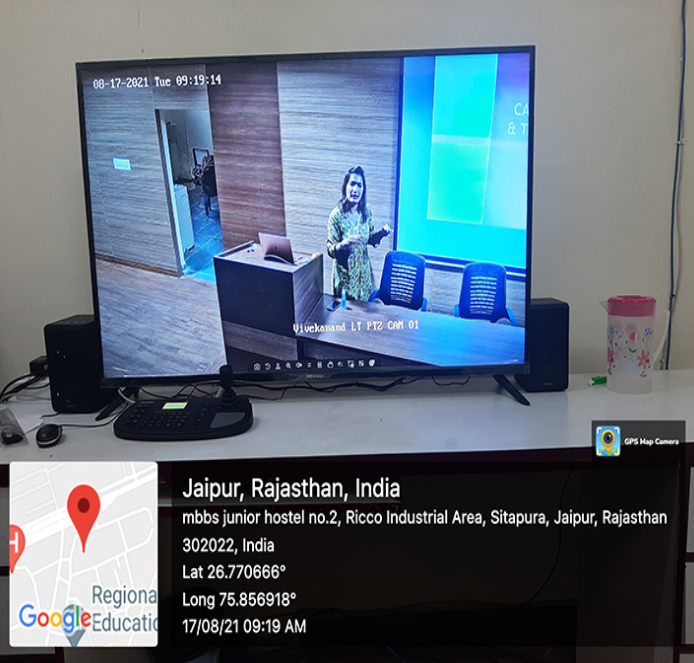 08-17-2021 Tue 09:19:14
CA
& T
Vivekanand LT PTZ CAM 01
GPS Map Camera
Jaipur, Rajasthan, India
mbbs junior hostel no.2, Ricco Industrial Area, Sitapura, Jaipur, Rajasthan
302022, India
Lat 26.770666°
Long 75.856918°
17/08/21 09:19 AM
H
Regiona
Google Educatio